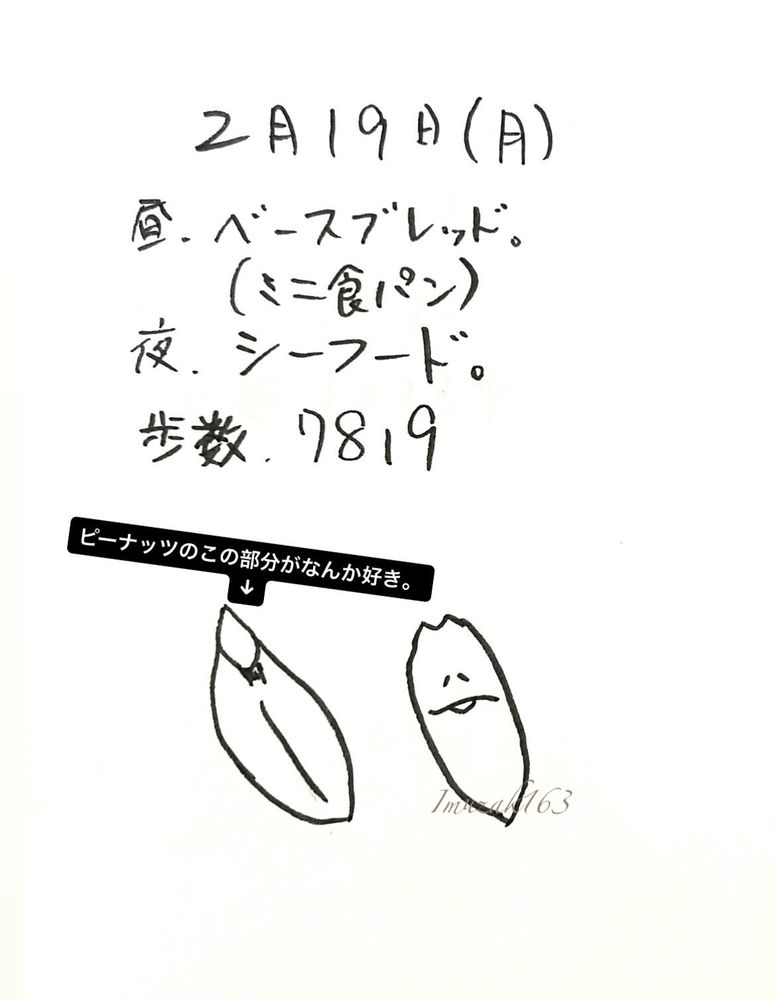 2月19日(月)
昼.ベースブレッド。
(ミニ食パン)
夜.シーフード。
歩数.7819
ピーナッツのこの部分がなんか好き。
↓
Imuzak163